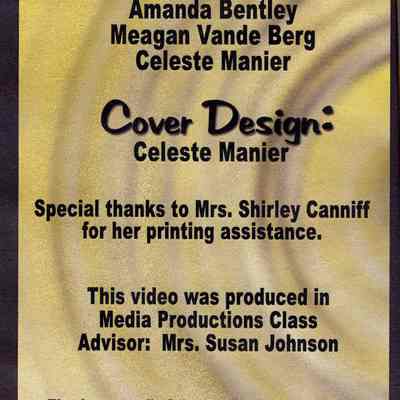 Amanda Bentley
Meagan Vande Berg
Celeste Manier
Cover Design:
Celeste Manier
Special thanks to Mrs. Shirley Canniff
for her printing assistance.
This video was produced in
Media Productions Class
Advisor: Mrs. Susan Johnson